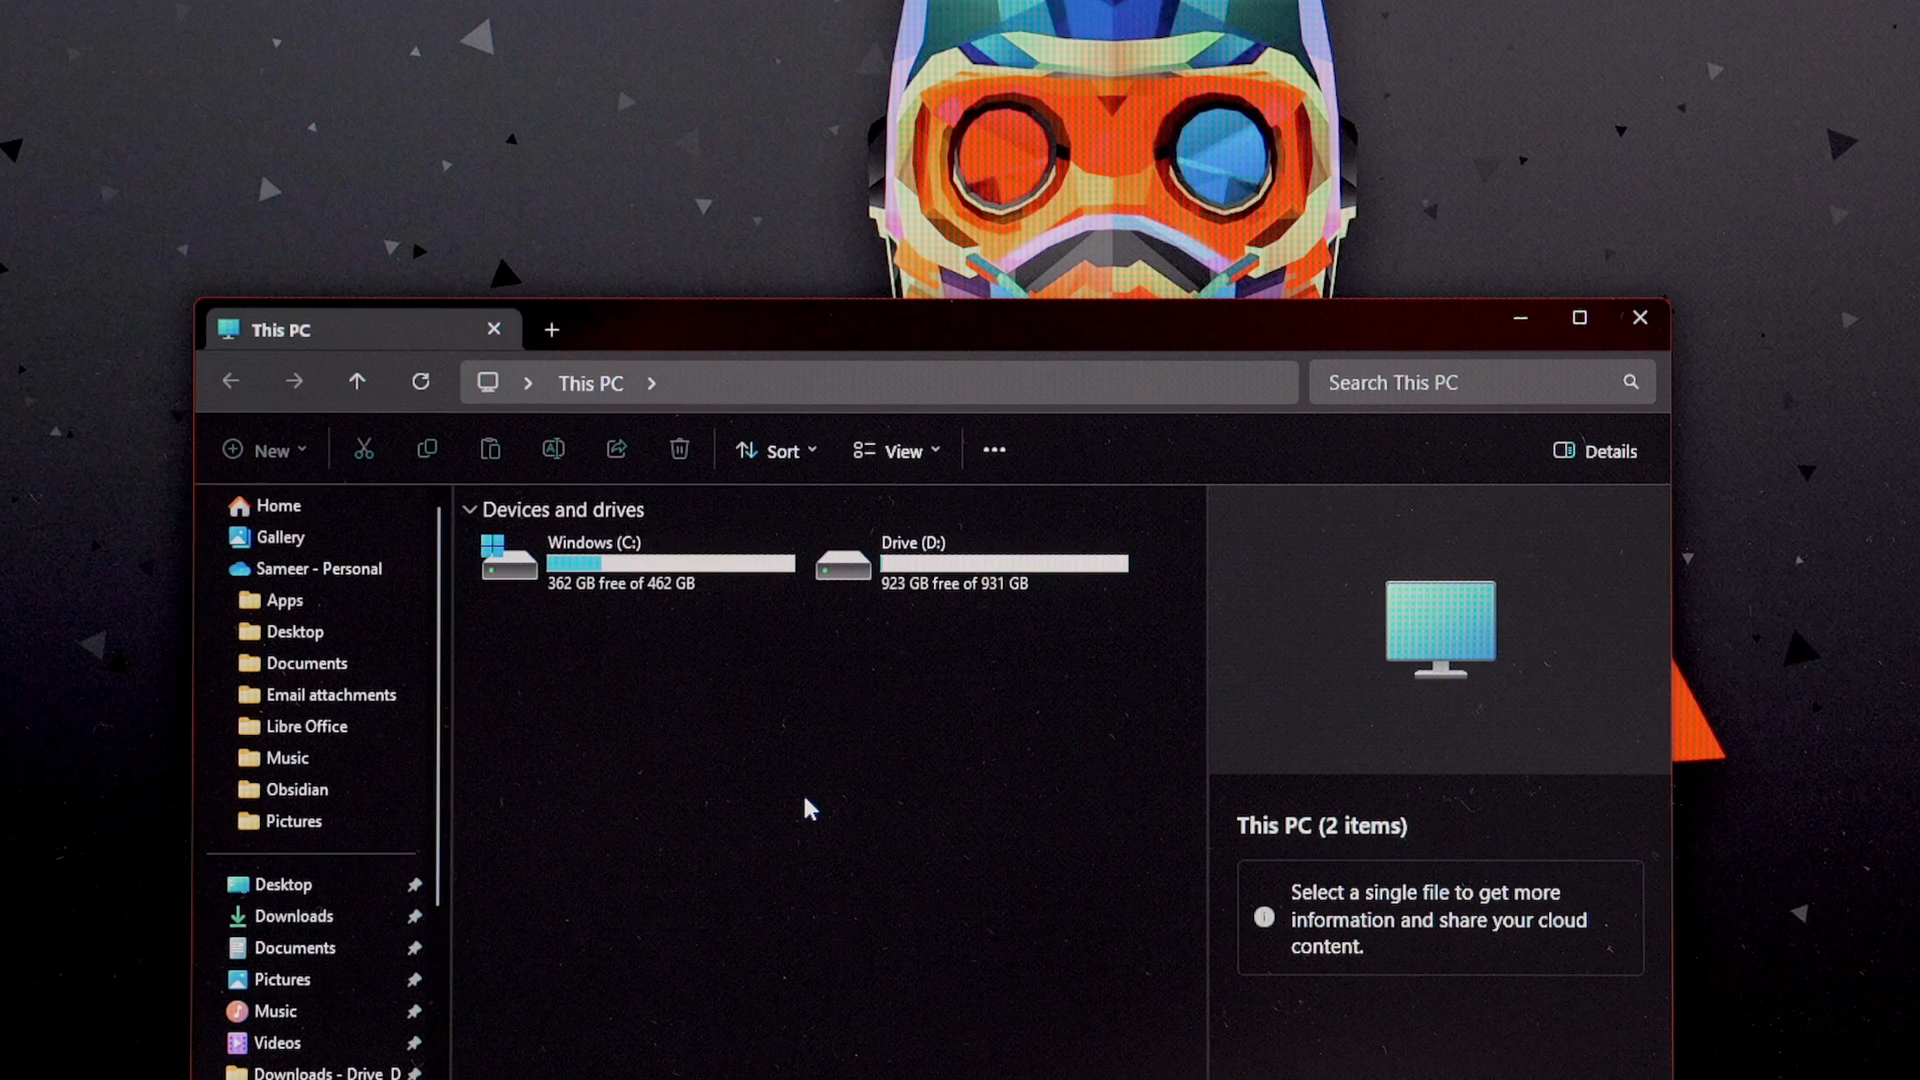 This PC
This PC
Search This PC
New
Sort
View
Details
Home
Gallery
Sameer - Personal
Apps
Desktop
Documents
Email attachments
Libre Office
Music
Obsidian
Pictures
Desktop
Downloads
Documents
Pictures
Music
Videos
Downloads - Drive_D
Devices and drives
Windows (C:)
362 GB free of 462 GB
Drive (D:)
923 GB free of 931 GB
This PC (2 items)
Select a single file to get more
information and share your cloud
content.